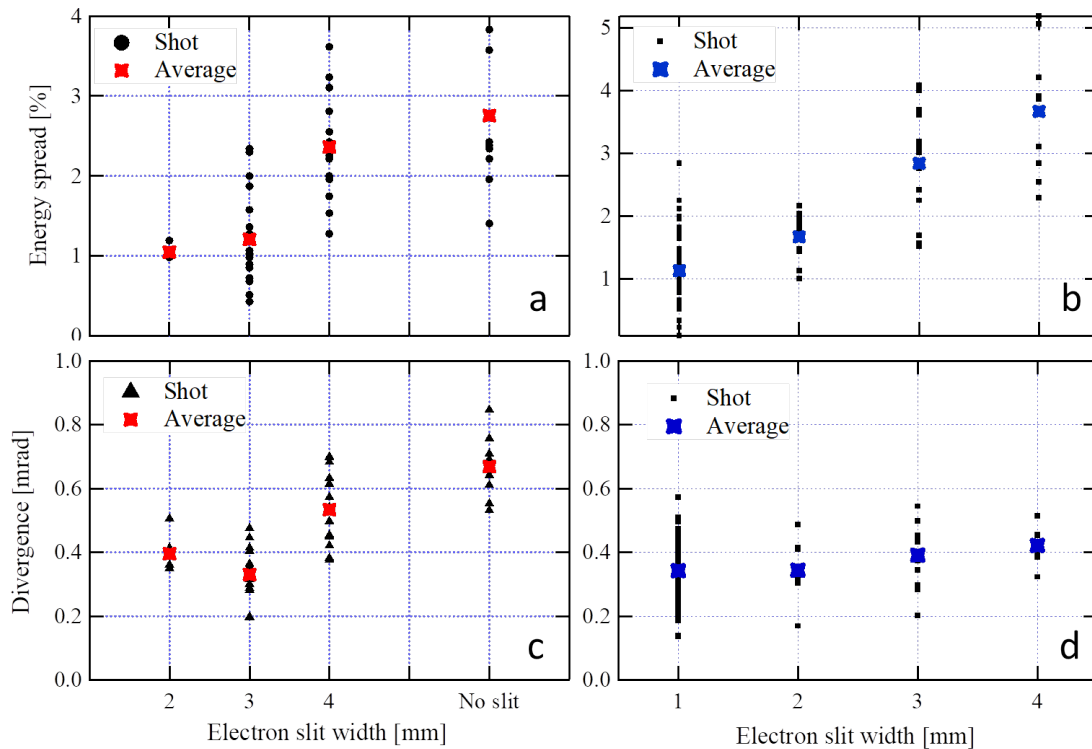 4
3
2
1
0
Energy spread [%]
Shot
Average
a
5
4
3
2
1
Shot
Average
b
1.0
0.8
0.6
0.4
0.2
0.0
Divergence [mrad]
Shot
Average
c
2 3 4 No slit
Electron slit width [mm]
1.0
0.8
0.6
0.4
0.2
0.0
Shot
Average
d
1 2 3 4
Electron slit width [mm]